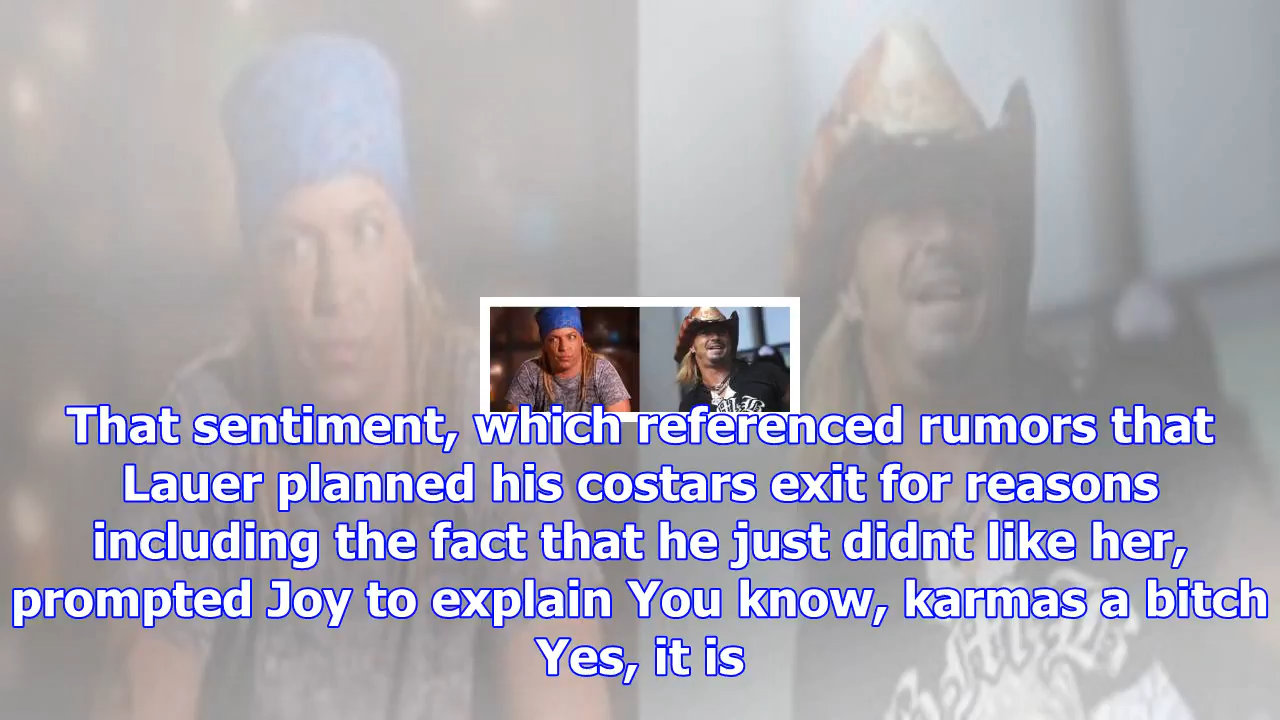 That sentiment, which referenced rumors that
Lauer planned his costars exit for reasons
including the fact that he just didnt like her,
prompted Joy to explain You know, karmas a bitch
Yes, it is